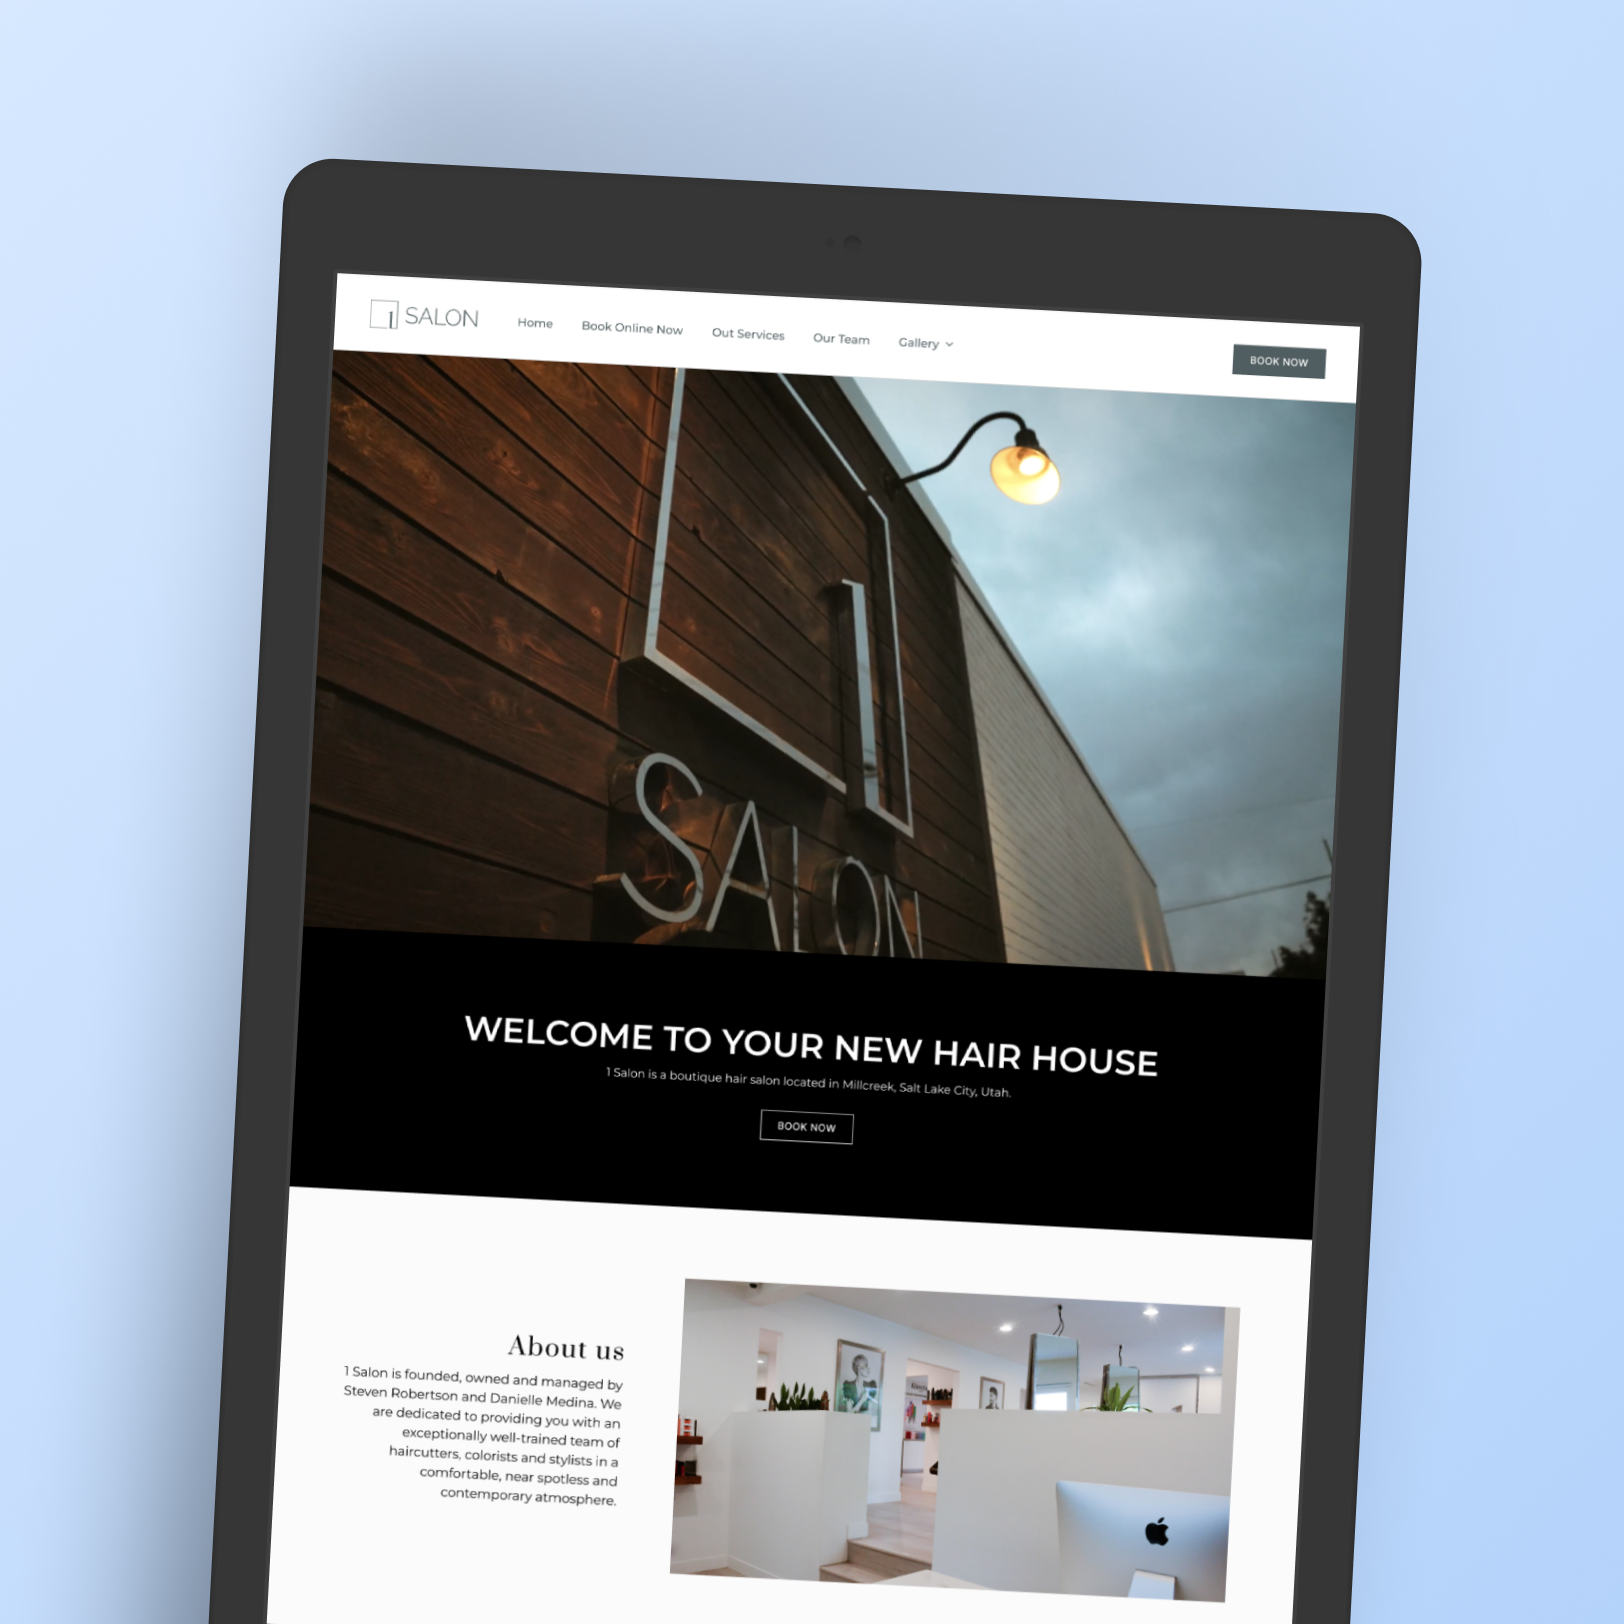 1 SALON
Home
Book Online Now
Out Services
Our Team
Gallery
BOOK NOW
1
SALON
WELCOME TO YOUR NEW HAIR HOUSE
1 Salon is a boutique hair salon located in Millcreek, Salt Lake City, Utah.
BOOK NOW
About us
1 Salon is founded, owned and managed by
Steven Robertson and Danielle Medina. We
are dedicated to providing you with an
exceptionally well-trained team of
haircutters, colorists and stylists in a
comfortable, near spotless and
contemporary atmosphere.